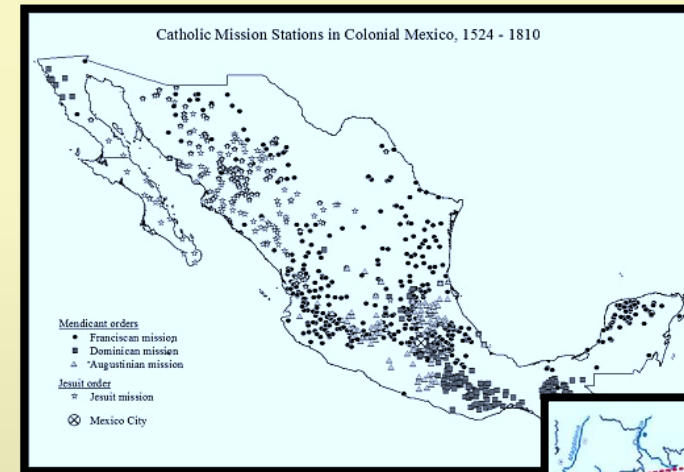 Catholic Mission Stations in Colonial Mexico, 1524 - 1810
Mendicant orders
Franciscan mission
Dominican mission
Augustinian mission
Jesuit order
Jesuit mission
Mexico City